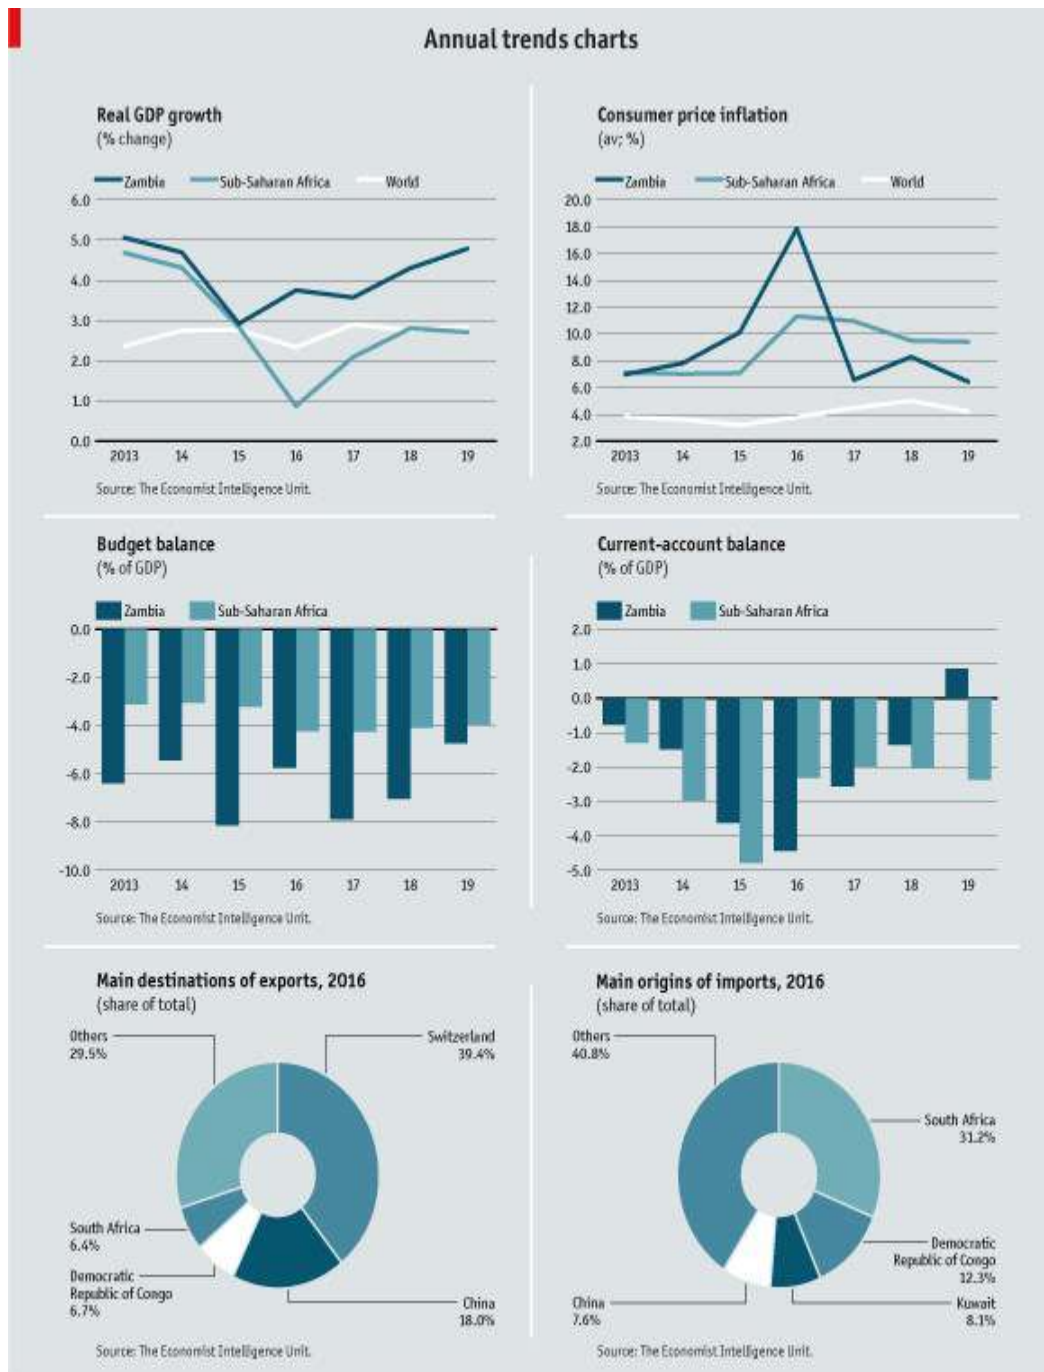 Annual trends charts
Real GDP growth
(% change)
Zambia Sub-Saharan Africa World
6.0
5.0
4.0
3.0
2.0
1.0
0.0
2013 14 15 16 17 18 19
Source: The Economist Intelligence Unit.
Consumer price inflation
(av; %)
Zambia Sub-Saharan Africa World
20.0
18.0
16.0
14.0
12.0
10.0
8.0
6.0
4.0
2.0
2013 14 15 16 17 18 19
Source: The Economist Intelligence Unit.
Budget balance
(% of GDP)
Zambia Sub-Saharan Africa
0.0
-2.0
-4.0
-6.0
-8.0
-10.0
2013 14 15 16 17 18 19
Source: The Economist Intelligence Unit.
Current-account balance
(% of GDP)
Zambia Sub-Saharan Africa
2.0
1.0
0.0
-1.0
-2.0
-3.0
-4.0
-5.0
2013 14 15 16 17 18 19
Source: The Economist Intelligence Unit.
Main destinations of exports, 2016
(share of total)
Others
29.5%
Switzerland
39.4%
South Africa
6.4%
Democratic
Republic of Congo
6.7%
China
18.0%
Source: The Economist Intelligence Unit.
Main origins of imports, 2016
(share of total)
Others
40.8%
South Africa
31.2%
Democratic
Republic of Congo
12.3%
China
7.6%
Kuwait
8.1%
Source: The Economist Intelligence Unit.